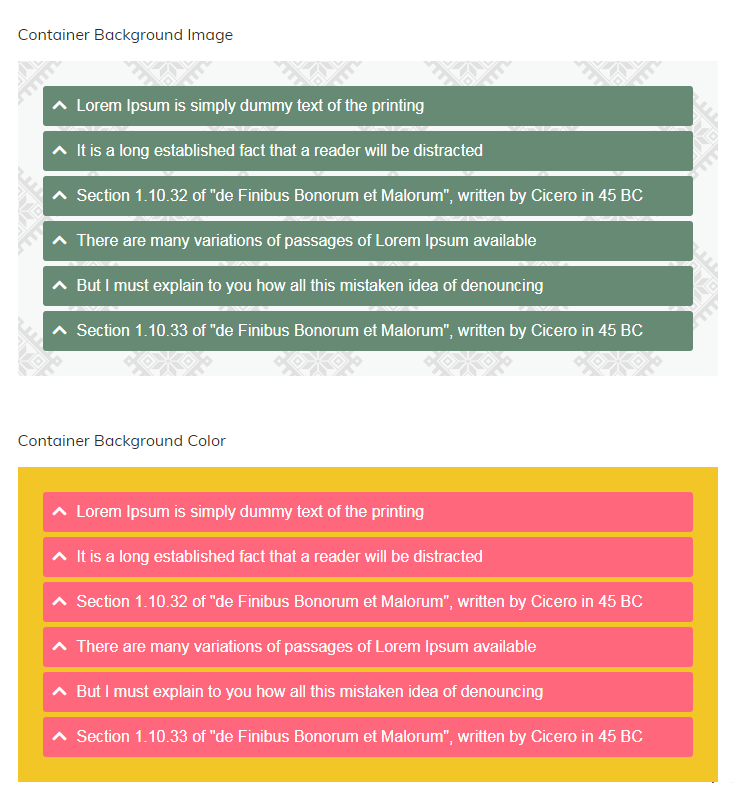 Container Background Image
Lorem Ipsum is simply dummy text of the printing
It is a long established fact that a reader will be distracted
Section 1.10.32 of "de Finibus Bonorum et Malorum", written by Cicero in 45 BC
There are many variations of passages of Lorem Ipsum available
But I must explain to you how all this mistaken idea of denouncing
Section 1.10.33 of "de Finibus Bonorum et Malorum", written by Cicero in 45 BC
Container Background Color
Lorem Ipsum is simply dummy text of the printing
It is a long established fact that a reader will be distracted
Section 1.10.32 of "de Finibus Bonorum et Malorum", written by Cicero in 45 BC
There are many variations of passages of Lorem Ipsum available
But I must explain to you how all this mistaken idea of denouncing
Section 1.10.33 of "de Finibus Bonorum et Malorum", written by Cicero in 45 BC